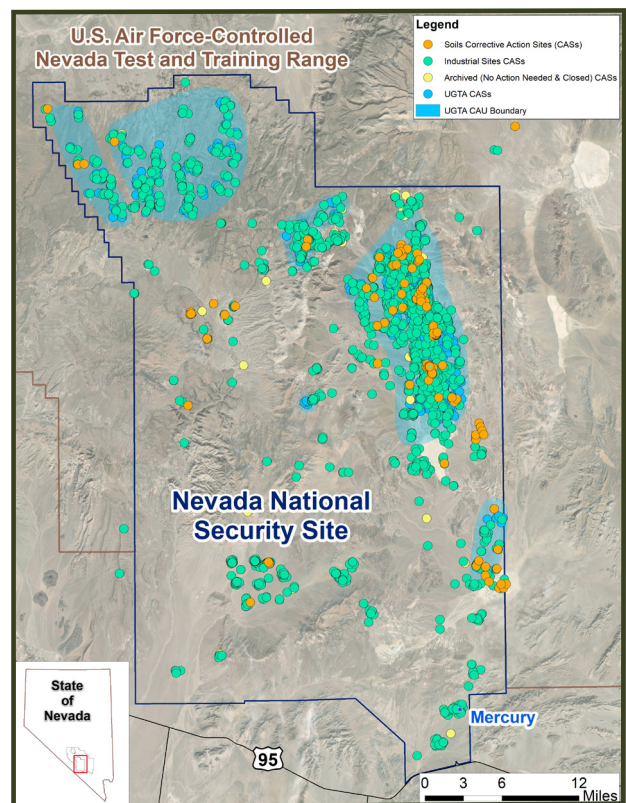 U.S. Air Force-Controlled
Nevada Test and Training Range
Legend
Soils Corrective Action Sites (CASs)
Industrial Sites CASs
Archived (No Action Needed & Closed) CASs
UGTA CASs
UGTA CAU Boundary
Nevada National
Security Site
State
of
Nevada
95
Mercury
0 3 6 12
Miles